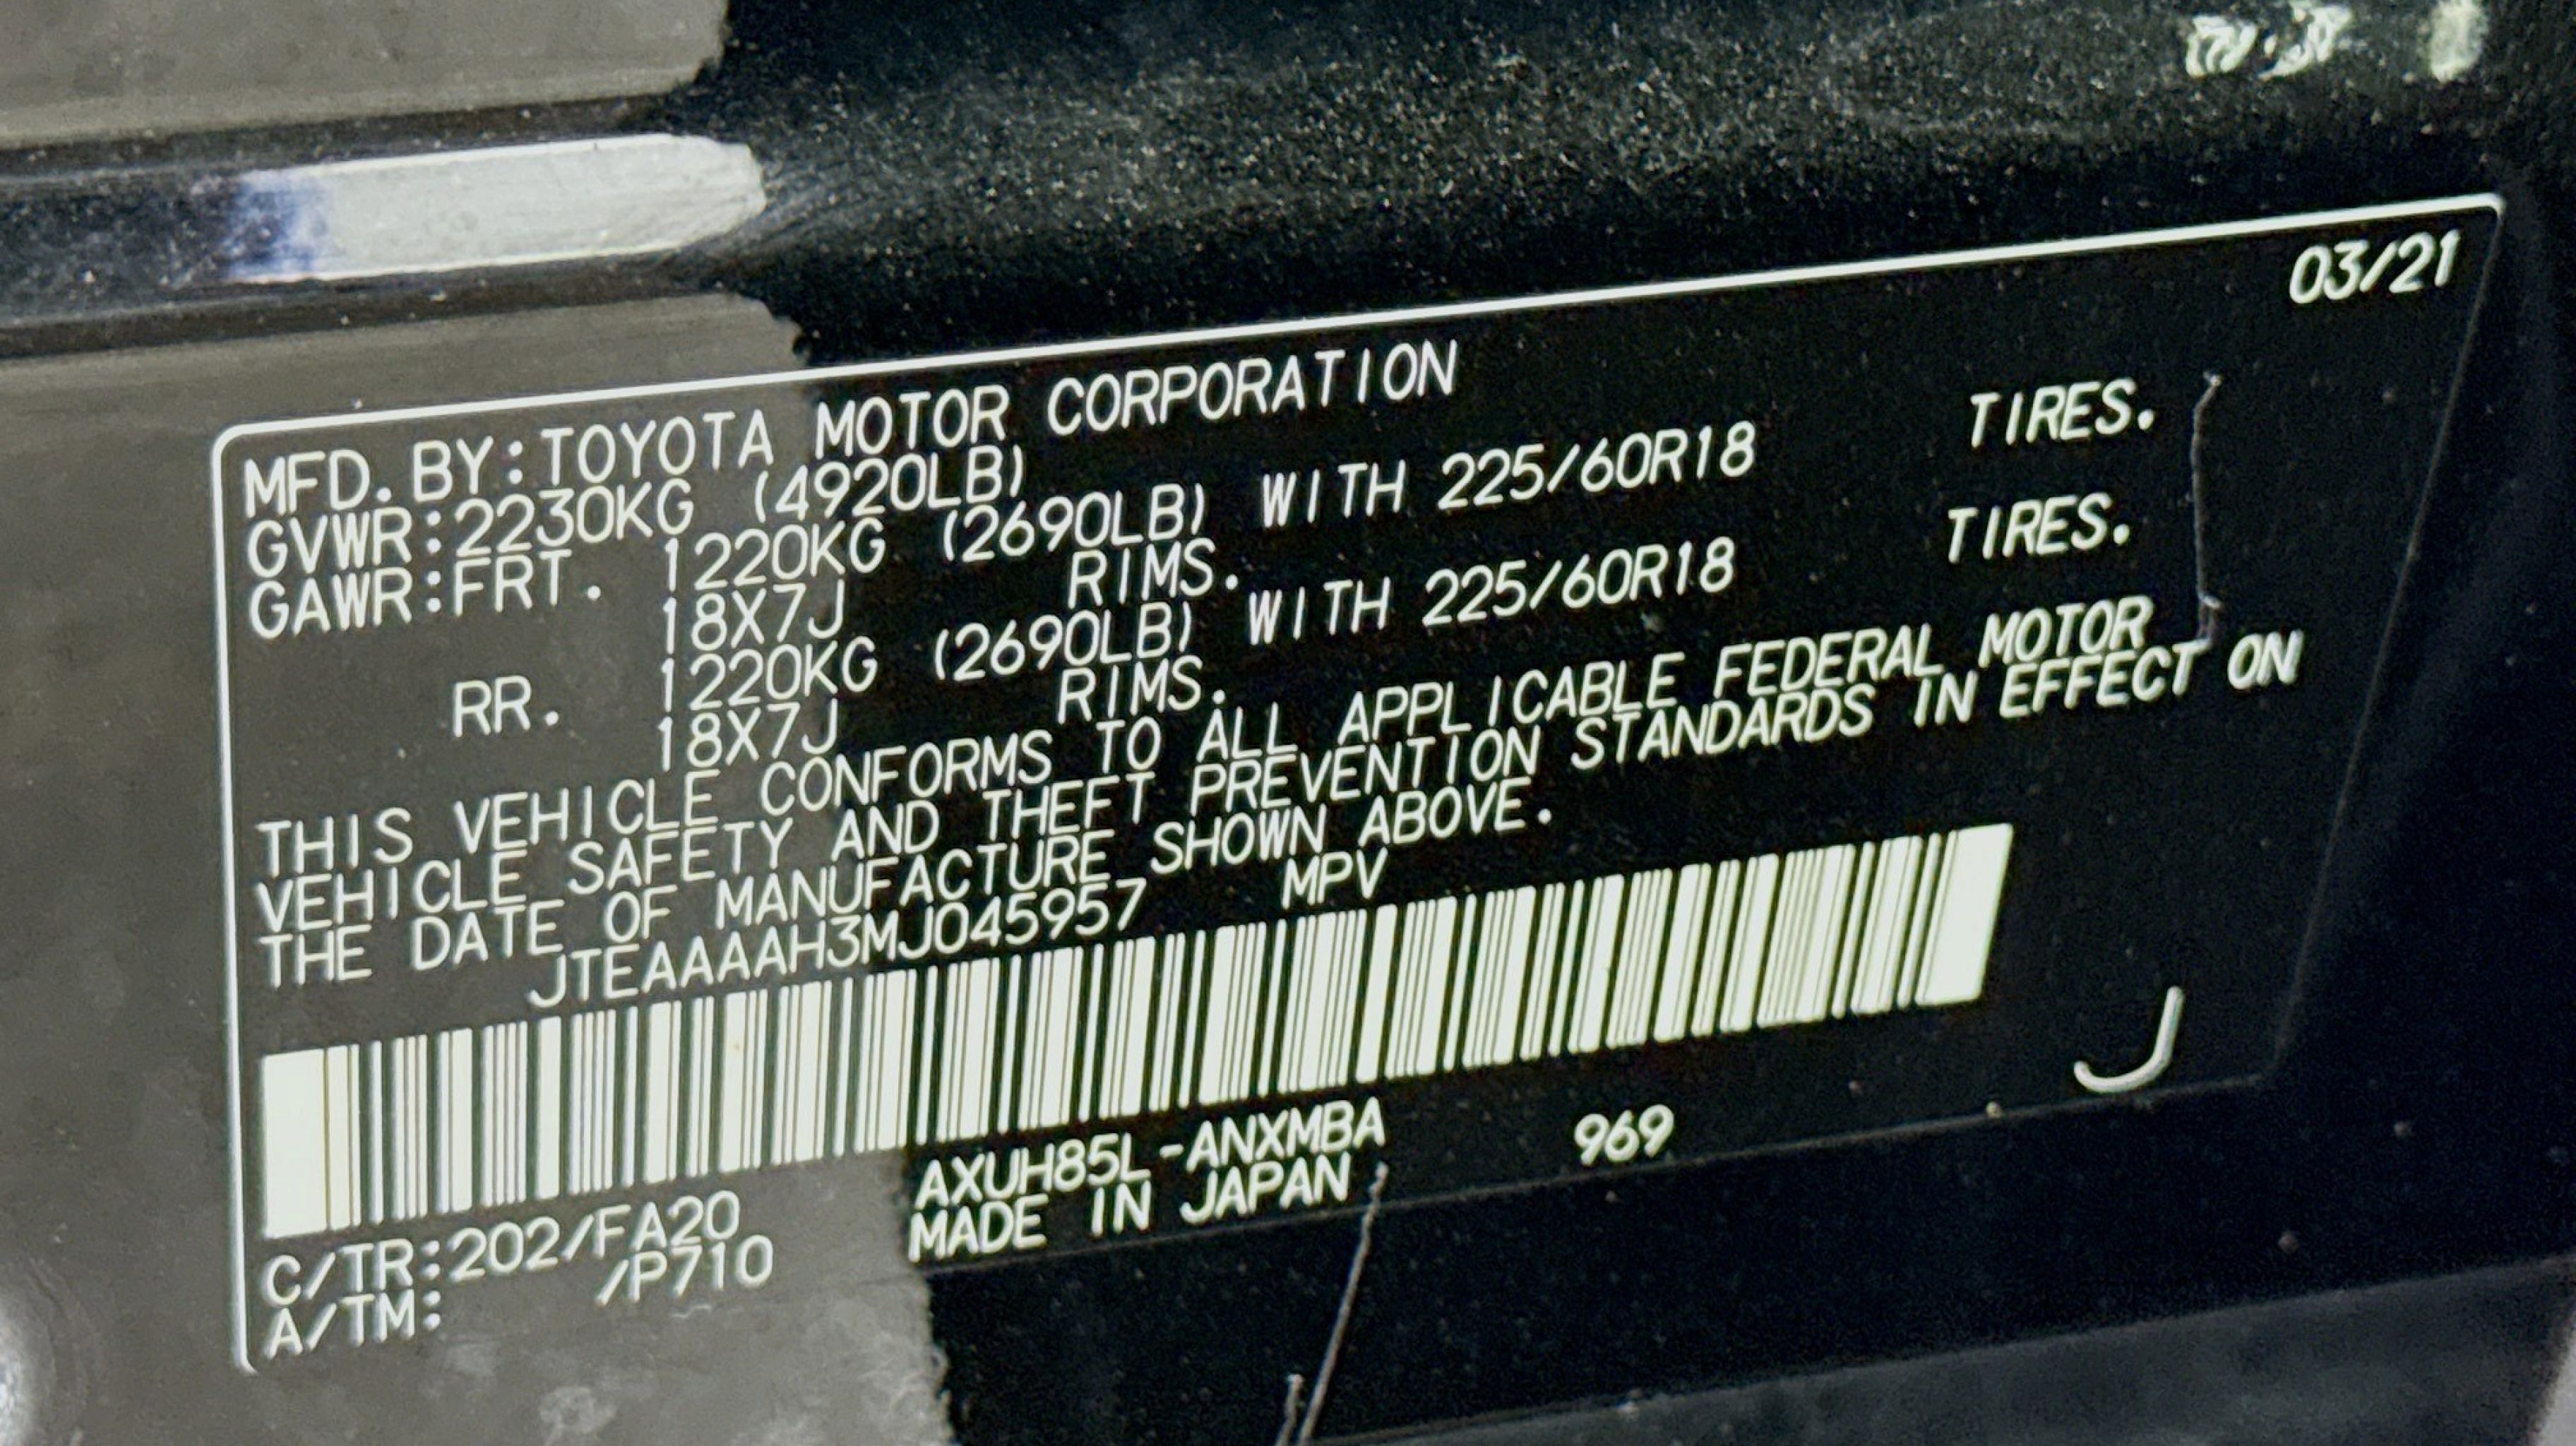 03/21
MFD.BY:TOYOTA MOTOR CORPORATION
GVWR:2230KG (4920LB)
GAWR:FRT. 1220KG (2690LB) WITH 225/60R18 TIRES.
18X7J RIMS.
RR. 1220KG (2690LB) WITH 225/60R18 TIRES.
18X7J RIMS.
THIS VEHICLE CONFORMS TO ALL APPLICABLE FEDERAL MOTOR
VEHICLE SAFETY AND THEFT PREVENTION STANDARDS IN EFFECT ON
THE DATE OF MANUFACTURE SHOWN ABOVE.
JTEAAAAH3MJ045957 MPV
J
C/TR:202/FA20 AXUH85L-ANXMBA 969
A/TM: /P710 MADE IN JAPAN